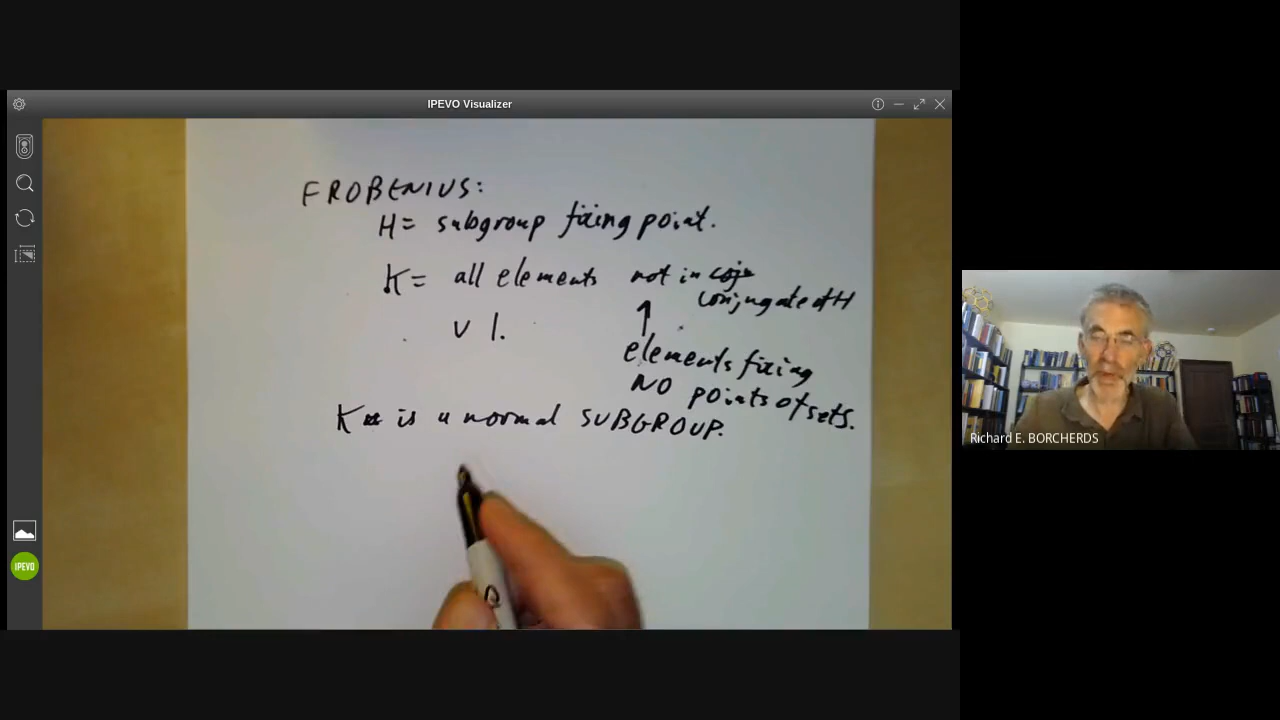 IPEVO Visualizer
FROBENIUS:
H = subgroup fixing point.
K = all elements not in coje
conjugate of H
∪ 1.
↑
elements fixing
NO points of sets.
K is a normal SUBGROUP.
IPEVO
Richard E. BORCHERDS